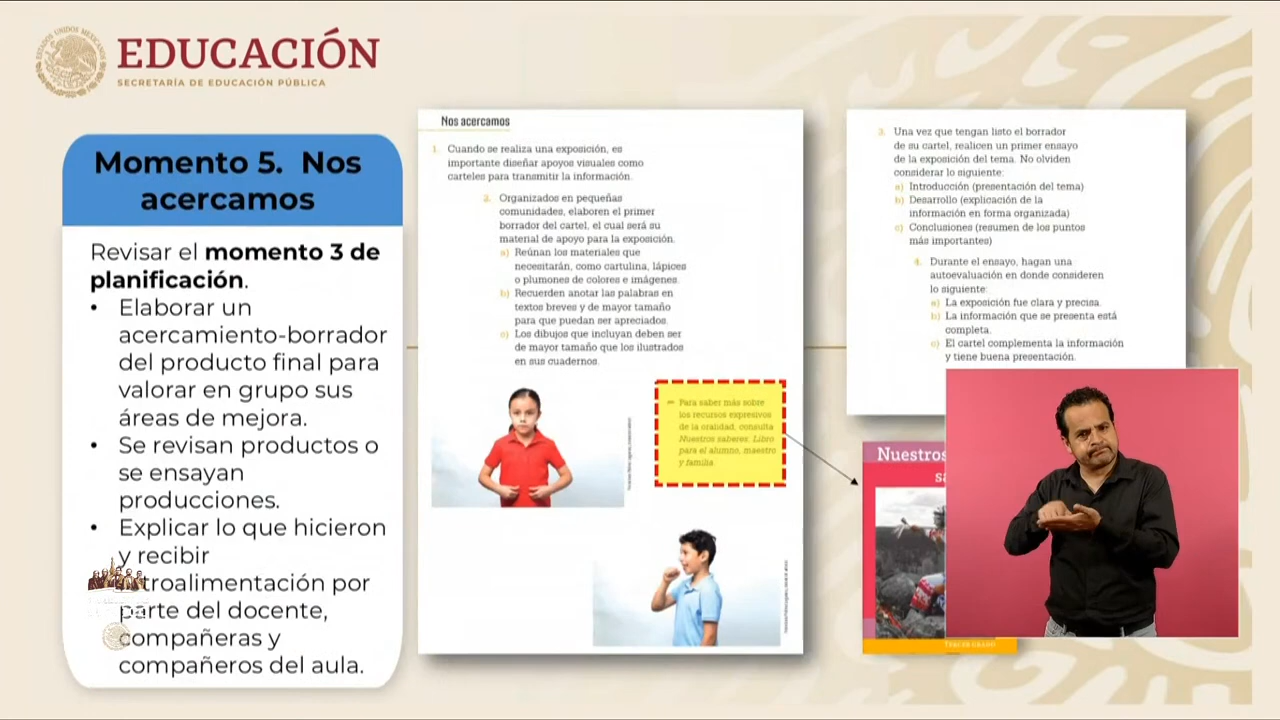 EDUCACIÓN
SECRETARÍA DE EDUCACIÓN PÚBLICA
Momento 5. Nos
acercamos
Revisar el momento 3 de
planificación.
• Elaborar un
acercamiento-borrador
del producto final para
valorar en grupo sus
áreas de mejora.
• Se revisan productos o
se ensayan
producciones.
• Explicar lo que hicieron
y recibir
troalimentación por
parte del docente,
compañeras y
compañeros del aula.
Nos acercamos
1. Cuando se realiza una exposición, es
importante diseñar apoyos visuales como
carteles para transmitir la información.
2. Organizados en pequeñas
comunidades, elaboren el primer
borrador del cartel, el cual será su
material de apoyo para la exposición.
a) Reúnan los materiales que
necesitarán, como cartulina, lápices
o plumones de colores e imágenes.
b) Recuerden anotar las palabras en
textos breves y de mayor tamaño
para que puedan ser apreciados.
c) Los dibujos que incluyan deben ser
de mayor tamaño que los ilustrados
en sus cuadernos.
Para saber más sobre
los recursos expresivos
de la oralidad, consulta
Nuestros saberes: Libro
para el alumno, maestro
y familia.
3. Una vez que tengan listo el borrador
de su cartel, realicen un primer ensayo
de la exposición del tema. No olviden
considerar lo siguiente:
a) Introducción (presentación del tema)
b) Desarrollo (explicación de la
información en forma organizada)
c) Conclusiones (resumen de los puntos
más importantes)
4. Durante el ensayo, hagan una
autoevaluación en donde consideren
lo siguiente:
a) La exposición fue clara y precisa.
b) La información que se presenta está
completa.
c) El cartel complementa la información
y tiene buena presentación.
Nuestros
sa
TERCER GRADO